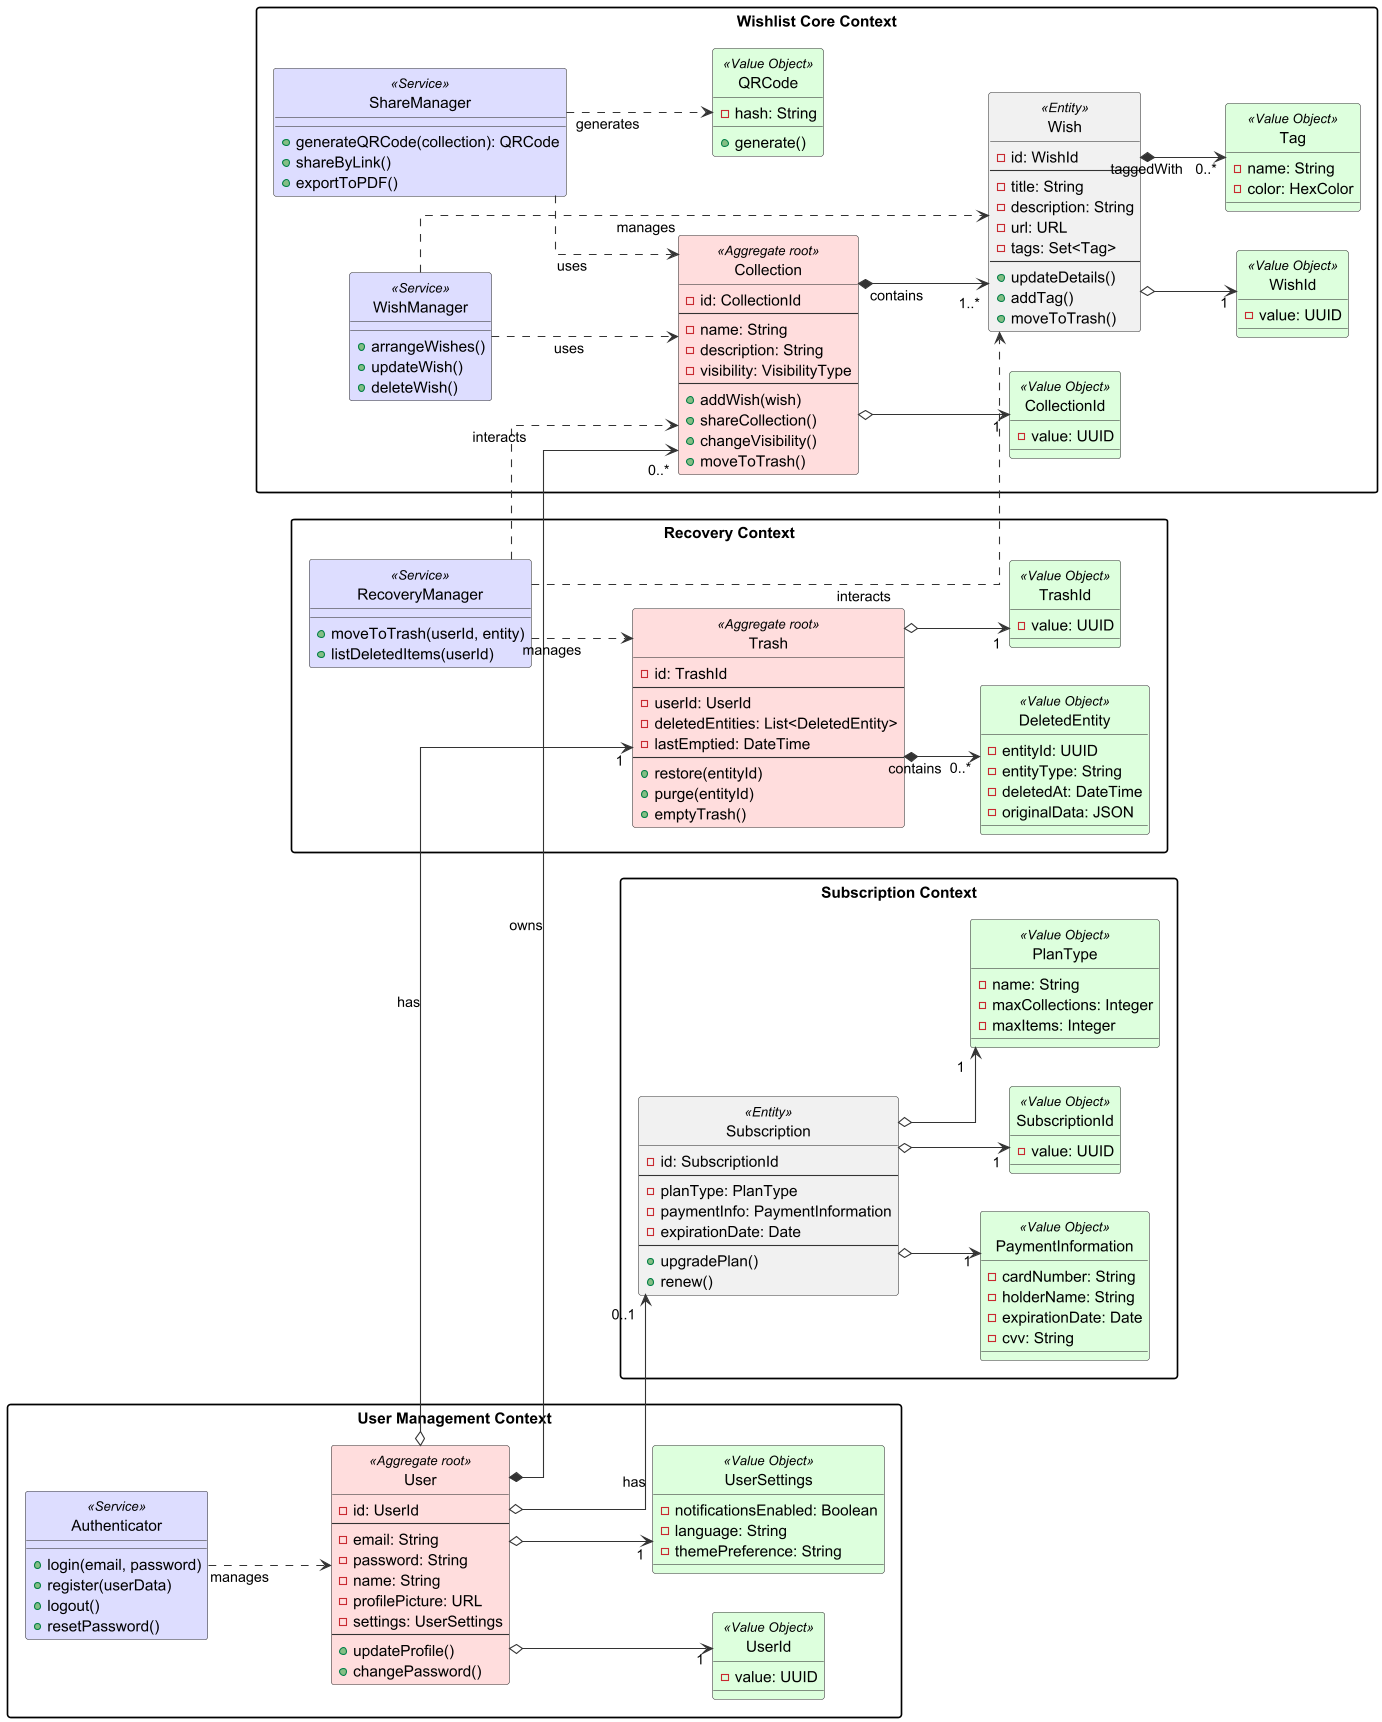 Wishlist Core Context
«Service»
ShareManager
generateQRCode(collection): QRCode
shareByLink()
exportToPDF()
generates
«Value Object»
QRCode
hash: String
generate()
«Entity»
Wish
id: WishId
title: String
description: String
url: URL
tags: Set<Tag>
updateDetails()
addTag()
moveToTrash()
taggedWith
0..*
«Value Object»
Tag
name: String
color: HexColor
manages
uses
«Service»
WishManager
arrangeWishes()
updateWish()
deleteWish()
uses
«Aggregate root»
Collection
id: CollectionId
name: String
description: String
visibility: VisibilityType
addWish(wish)
shareCollection()
changeVisibility()
moveToTrash()
contains
1..*
1
«Value Object»
WishId
value: UUID
«Value Object»
CollectionId
value: UUID
1
interacts
0..*
Recovery Context
«Service»
RecoveryManager
moveToTrash(userId, entity)
listDeletedItems(userId)
interacts
manages
«Aggregate root»
Trash
id: TrashId
userId: UserId
deletedEntities: List<DeletedEntity>
lastEmptied: DateTime
restore(entityId)
purge(entityId)
emptyTrash()
1
«Value Object»
TrashId
value: UUID
1
contains
0..*
«Value Object»
DeletedEntity
entityId: UUID
entityType: String
deletedAt: DateTime
originalData: JSON
owns
has
Subscription Context
«Value Object»
PlanType
name: String
maxCollections: Integer
maxItems: Integer
1
«Entity»
Subscription
id: SubscriptionId
planType: PlanType
paymentInfo: PaymentInformation
expirationDate: Date
upgradePlan()
renew()
0..1
«Value Object»
SubscriptionId
value: UUID
1
«Value Object»
PaymentInformation
cardNumber: String
holderName: String
expirationDate: Date
cvv: String
1
User Management Context
«Service»
Authenticator
login(email, password)
register(userData)
logout()
resetPassword()
manages
«Aggregate root»
User
id: UserId
email: String
password: String
name: String
profilePicture: URL
settings: UserSettings
updateProfile()
changePassword()
has
1
«Value Object»
UserSettings
notificationsEnabled: Boolean
language: String
themePreference: String
1
«Value Object»
UserId
value: UUID